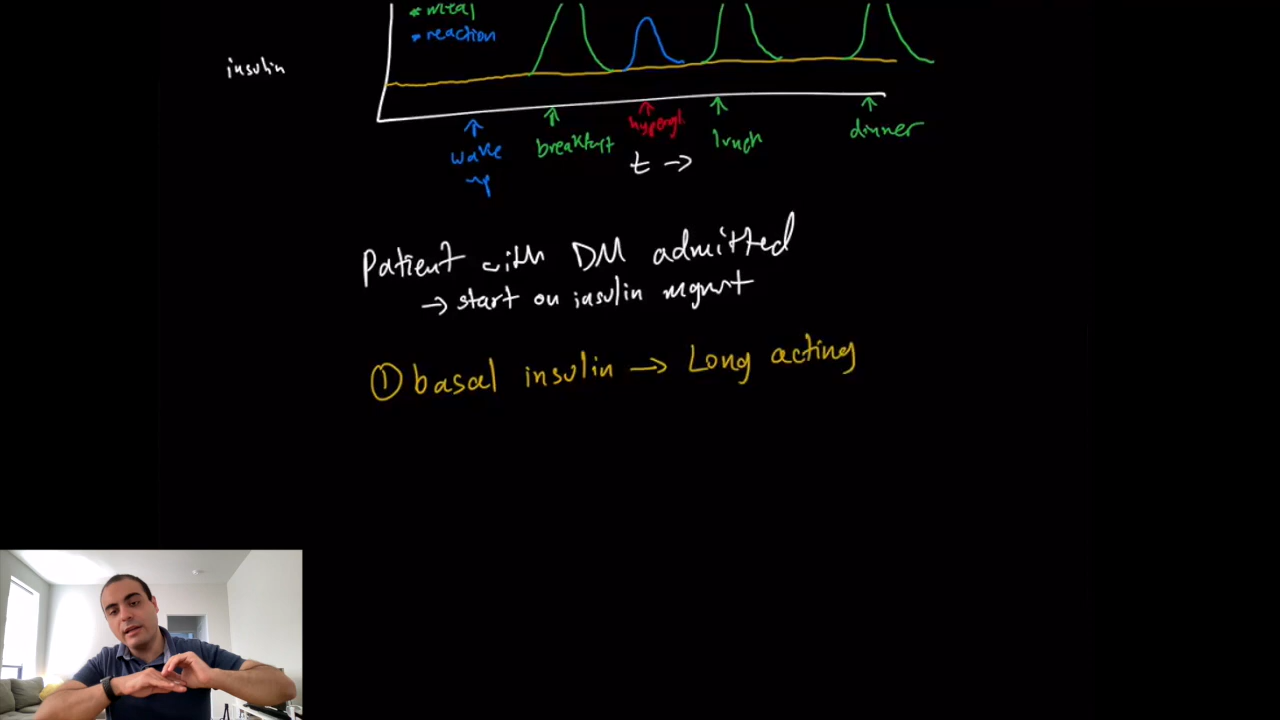 * meal
* reaction
insulin
wake
up
breakfast
hypergl.
lunch
dinner
t →
Patient with DM admitted
→ start on insulin mgmt
① basal insulin → Long acting